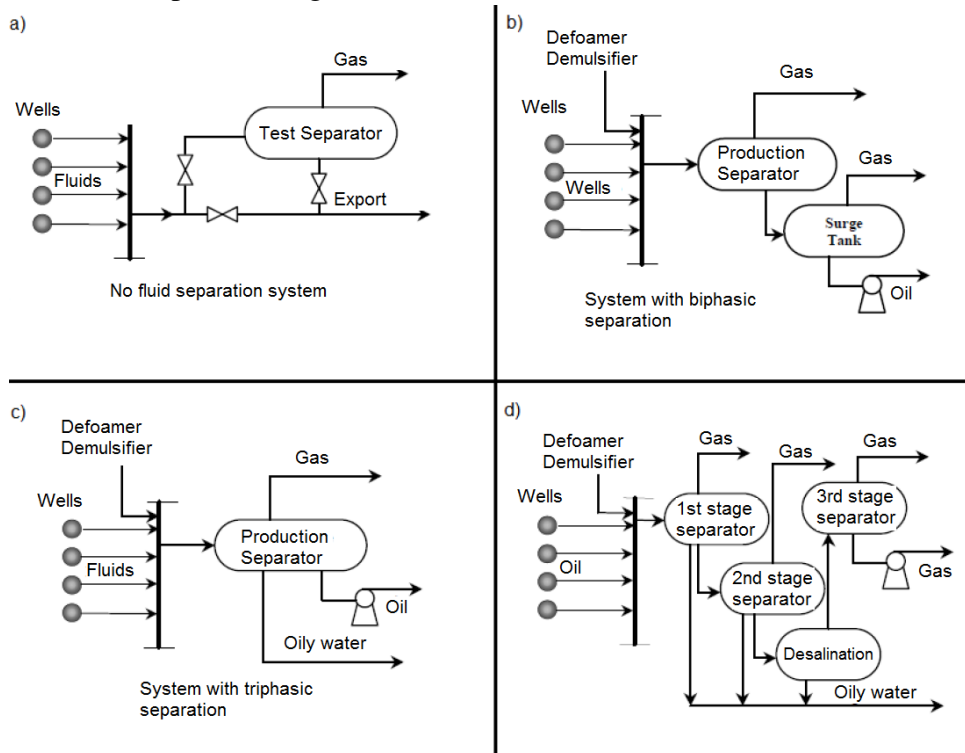 a)
Gas
Wells
Test Separator
Fluids
Export
No fluid separation system
b)
Defoamer
Demulsifier
Gas
Wells
Production
Separator
Gas
Wells
Surge
Tank
Oil
System with biphasic
separation
c)
Defoamer
Demulsifier
Gas
Wells
Production
Separator
Fluids
Oil
Oily water
System with triphasic
separation
d)
Defoamer
Demulsifier
Gas
Gas
Gas
Wells
1st stage
separator
3rd stage
separator
Oil
2nd stage
separator
Gas
Desalination
Oily water